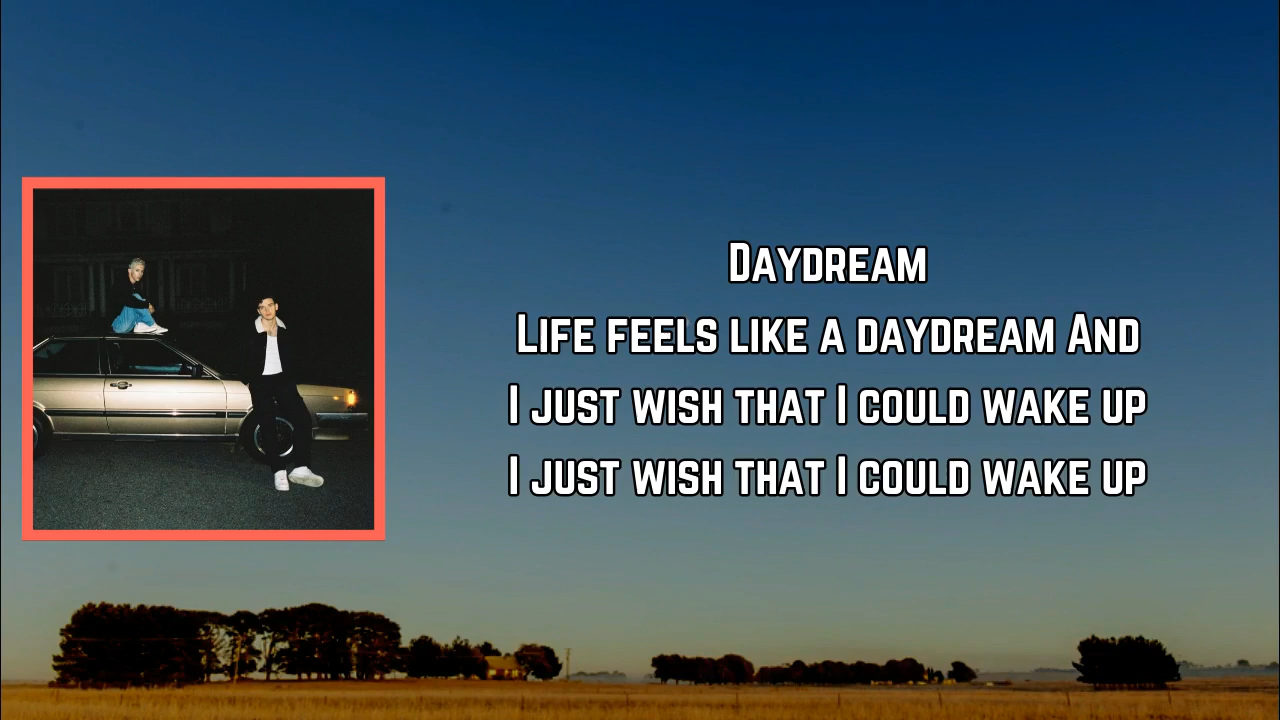 Daydream
Life feels like a daydream And
I just wish that I could wake up
I just wish that I could wake up